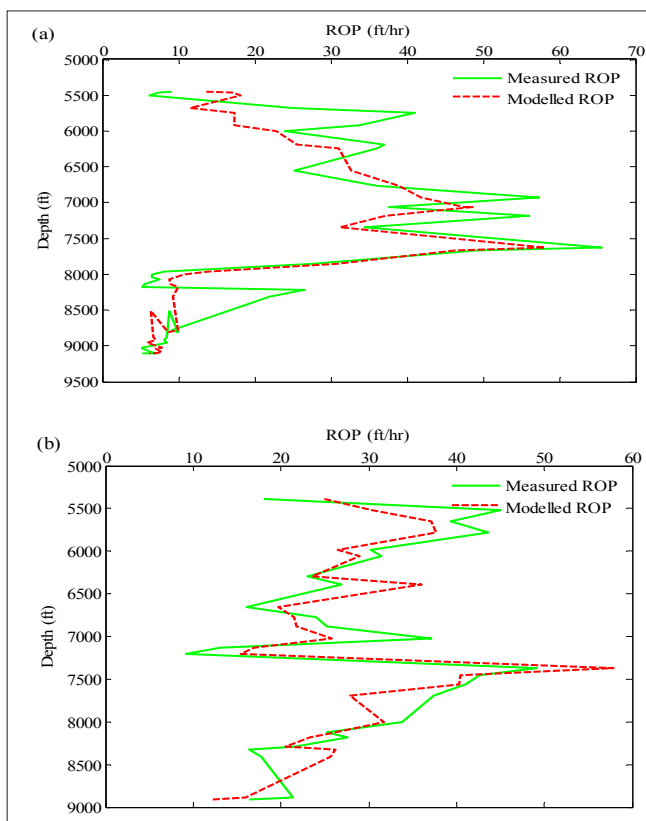 (a)
ROP (ft/hr)
0 10 20 30 40 50 60 70
5000
Measured ROP
5500
Modelled ROP
6000
6500
7000
7500
8000
8500
9000
9500
Depth (ft)
(b)
ROP (ft/hr)
0 10 20 30 40 50 60
5000
Measured ROP
5500
Modelled ROP
6000
6500
7000
7500
8000
8500
9000
Depth (ft)